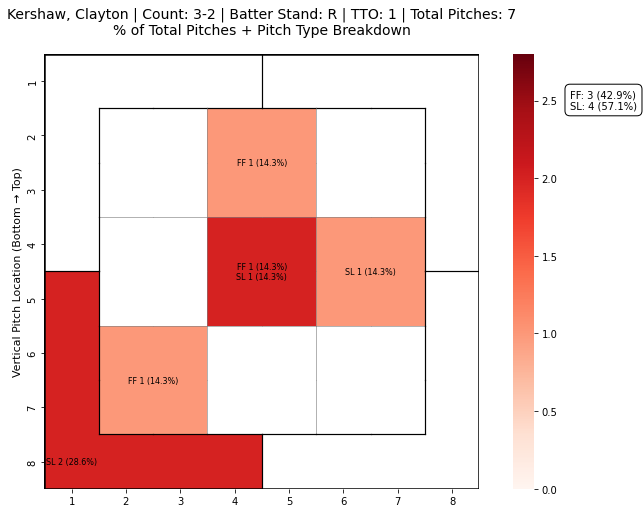 Kershaw, Clayton | Count: 3-2 | Batter Stand: R | TTO: 1 | Total Pitches: 7
% of Total Pitches + Pitch Type Breakdown
FF: 3 (42.9%)
SL: 4 (57.1%)
Vertical Pitch Location (Bottom → Top)
1
2
3
4
5
6
7
8
FF 1 (14.3%)
FF 1 (14.3%)
SL 1 (14.3%)
SL 1 (14.3%)
FF 1 (14.3%)
SL 2 (28.6%)
1
2
3
4
5
6
7
8
2.5
2.0
1.5
1.0
0.5
0.0